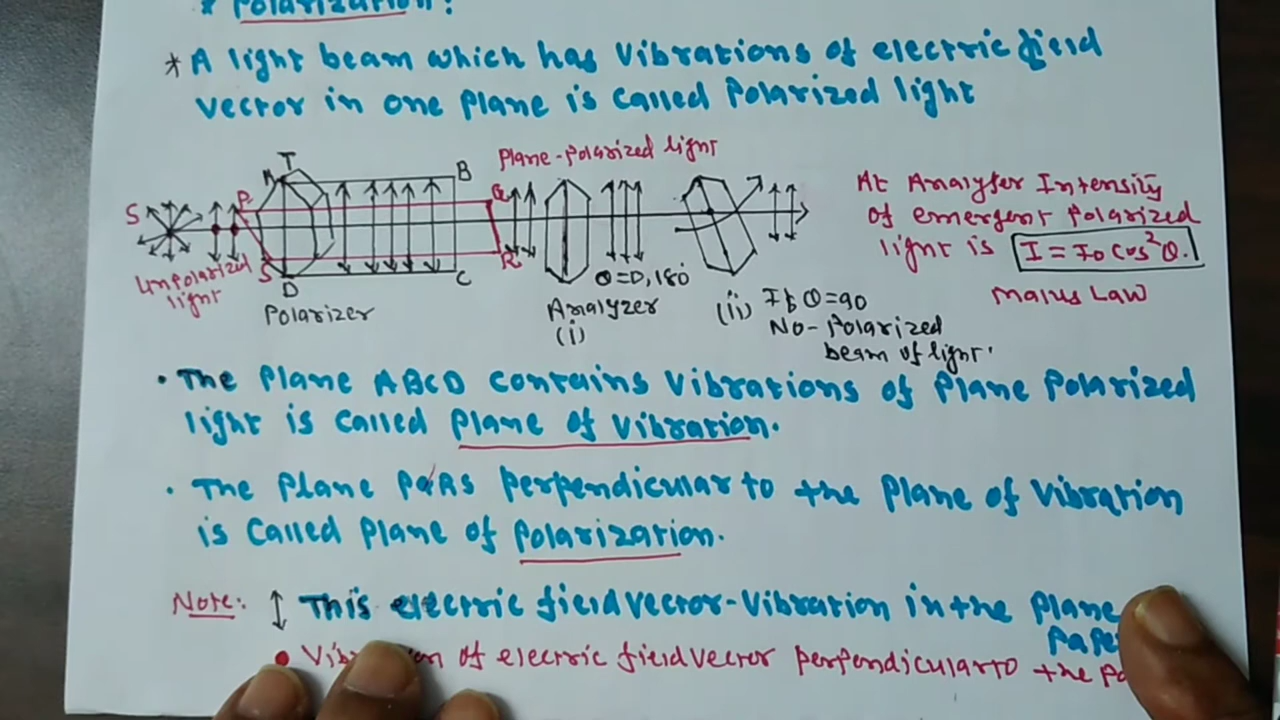 * Polarization:
* A light beam which has vibrations of electric field
vector in one plane is called Polarized light
Plane-polarized light
T
A
B
S
P
Q
Unpolarized
light
S
D
C
R
Polarizer
θ=0,180
Analyzer
(i)
(ii) If θ=90
No-Polarized
beam of light.
At Analyser Intensity
of emergent polarized
light is I = I0 cos²θ.
Malus Law
• The Plane ABCD contains vibrations of Plane Polarized
light is called plane of vibration.
• The Plane PQRS perpendicular to the plane of vibration
is called plane of polarization.
Note: ↕ This electric field vector-vibration in the plane
• of electric field vector perpendicular to the